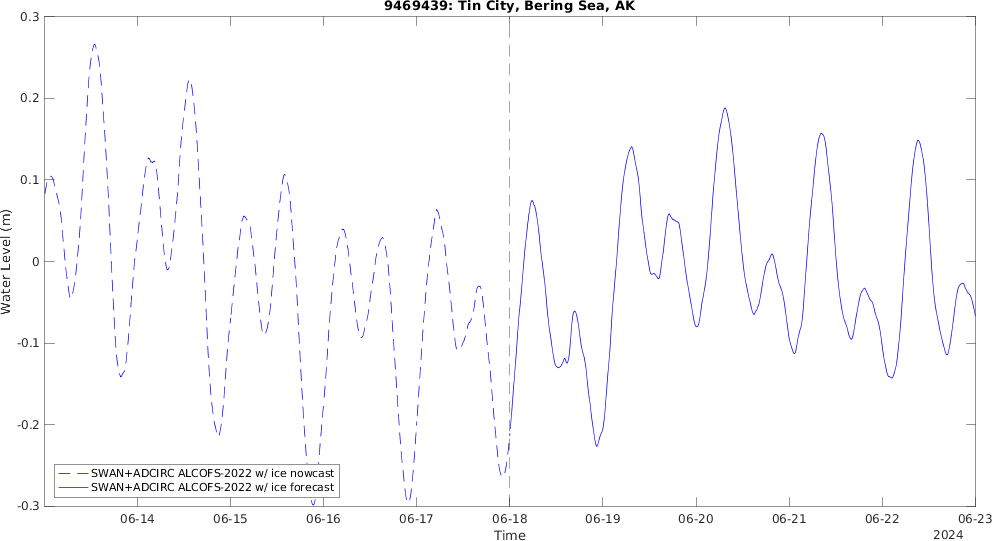 9469439: Tin City, Bering Sea, AK
0.3
0.2
0.1
0
-0.1
-0.2
-0.3
Water Level (m)
SWAN+ADCIRC ALCOFS-2022 w/ ice nowcast
SWAN+ADCIRC ALCOFS-2022 w/ ice forecast
06-14 06-15 06-16 06-17 06-18 06-19 06-20 06-21 06-22 06-23
Time
2024